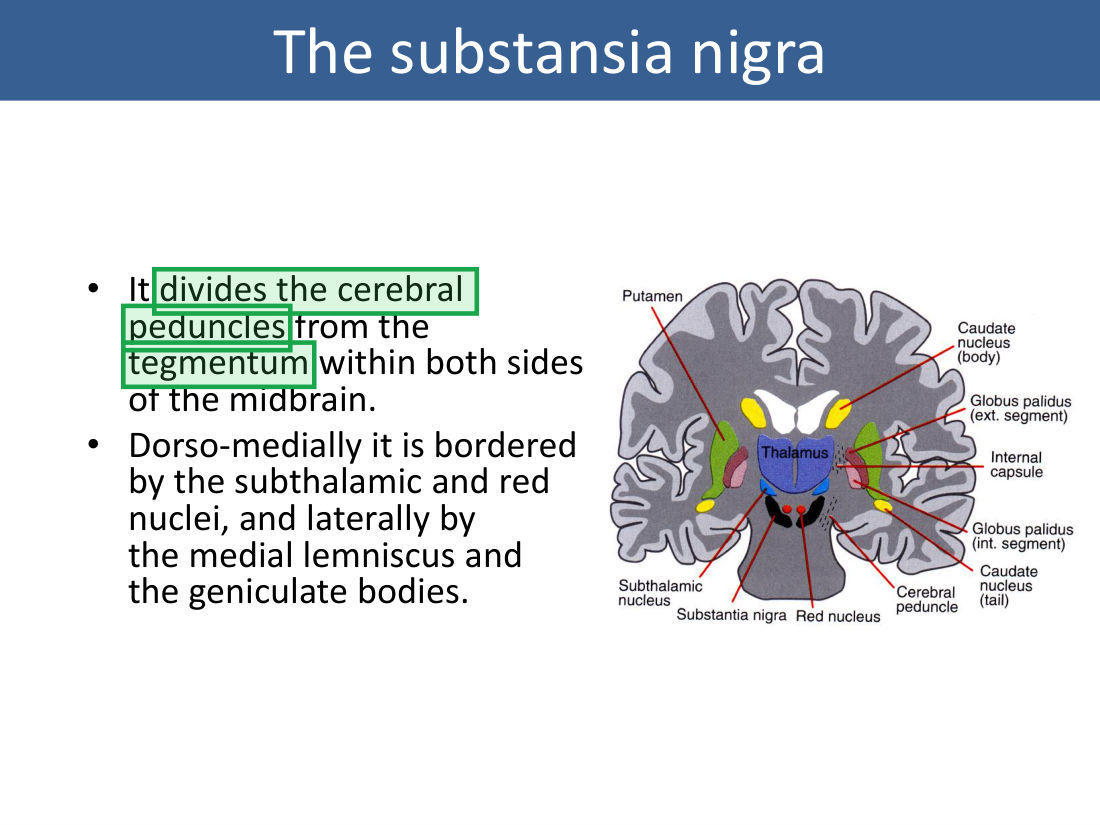 The substansia nigra
• It divides the cerebral
peduncles from the
tegmentum within both sides
of the midbrain.
• Dorso-medially it is bordered
by the subthalamic and red
nuclei, and laterally by
the medial lemniscus and
the geniculate bodies.
Putamen
Caudate
nucleus
(body)
Globus palidus
(ext. segment)
Thalamus
Internal
capsule
Globus palidus
(int. segment)
Caudate
nucleus
(tail)
Subthalamic
nucleus
Cerebral
peduncle
Substantia nigra
Red nucleus